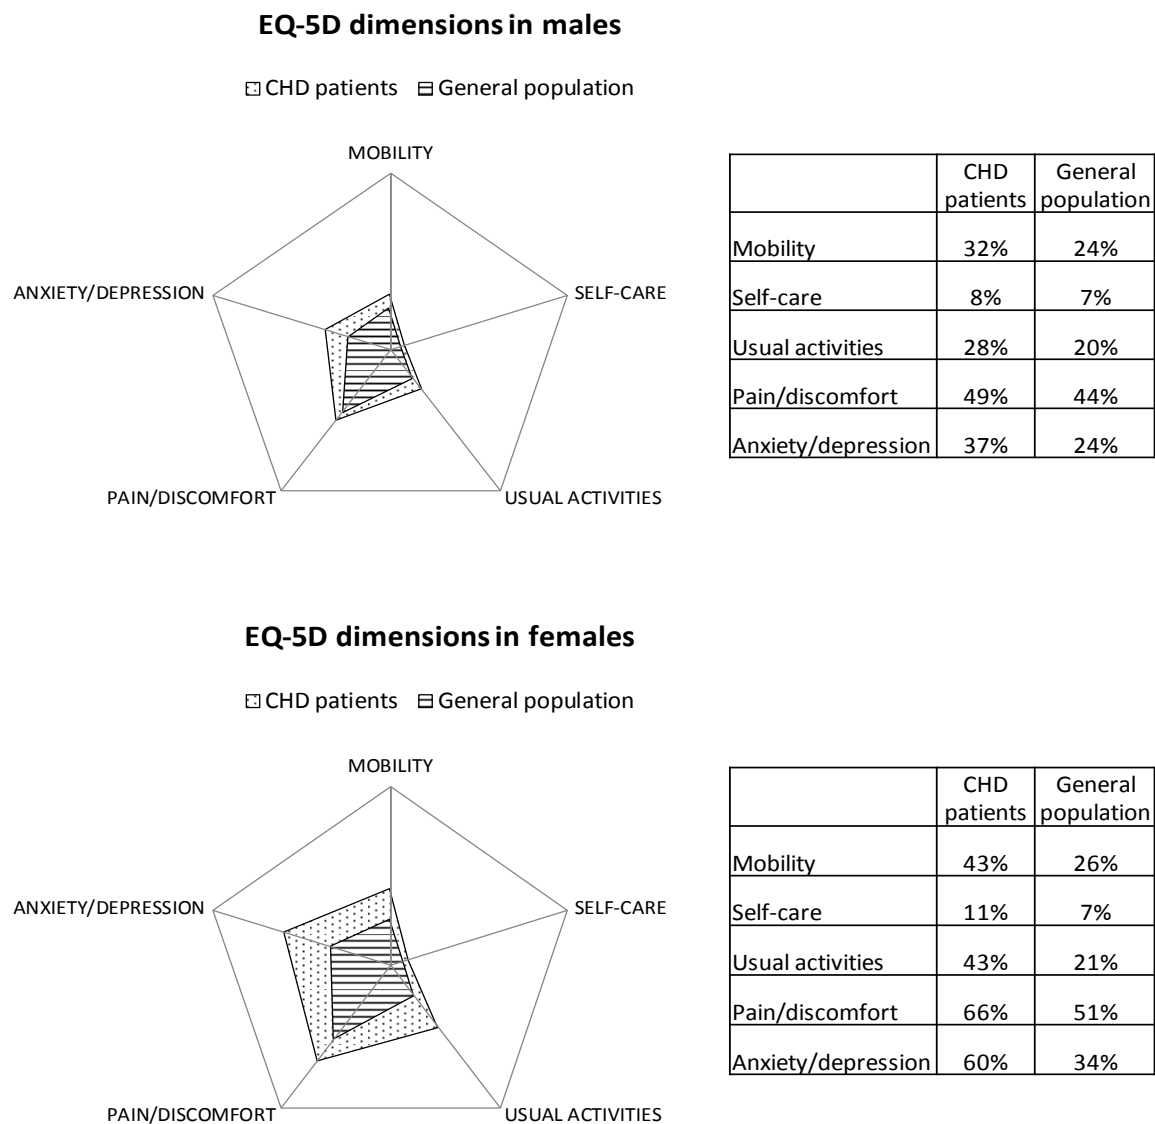 EQ-5D dimensions in males
CHD patients General population
MOBILITY
ANXIETY/DEPRESSION
SELF-CARE
PAIN/DISCOMFORT
USUAL ACTIVITIES
CHD patients General population
Mobility 32% 24%
Self-care 8% 7%
Usual activities 28% 20%
Pain/discomfort 49% 44%
Anxiety/depression 37% 24%
EQ-5D dimensions in females
CHD patients General population
MOBILITY
ANXIETY/DEPRESSION
SELF-CARE
PAIN/DISCOMFORT
USUAL ACTIVITIES
CHD patients General population
Mobility 43% 26%
Self-care 11% 7%
Usual activities 43% 21%
Pain/discomfort 66% 51%
Anxiety/depression 60% 34%